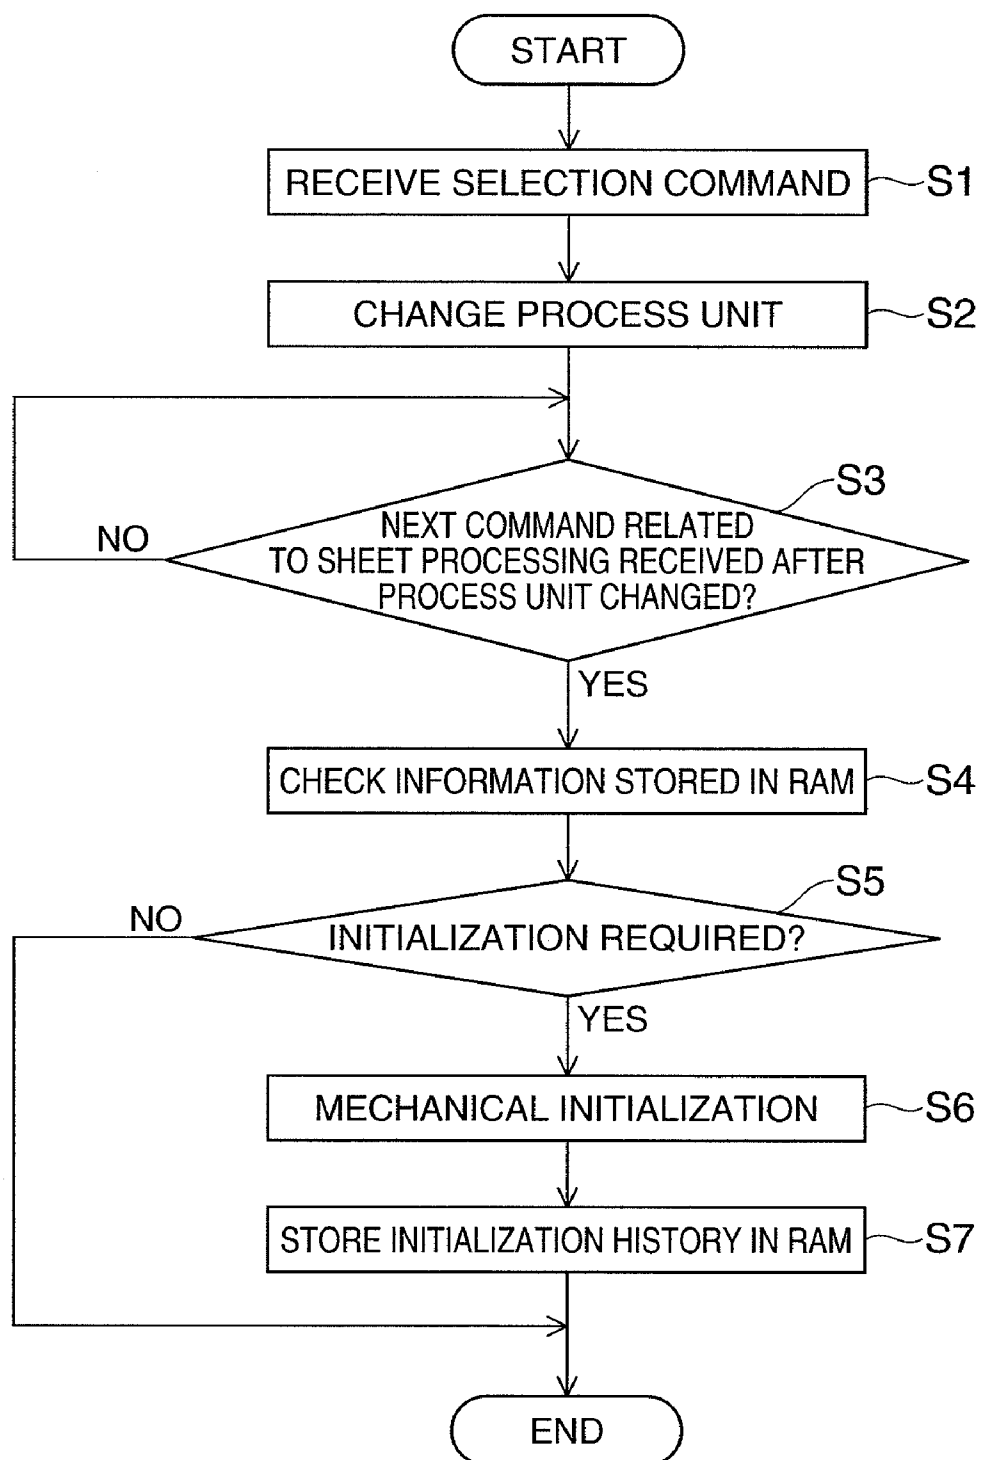 START
RECEIVE SELECTION COMMAND
S1
CHANGE PROCESS UNIT
S2
S3
NEXT COMMAND RELATED
TO SHEET PROCESSING RECEIVED AFTER
PROCESS UNIT CHANGED?
NO
YES
CHECK INFORMATION STORED IN RAM
S4
S5
NO
INITIALIZATION REQUIRED?
YES
MECHANICAL INITIALIZATION
S6
STORE INITIALIZATION HISTORY IN RAM
S7
END